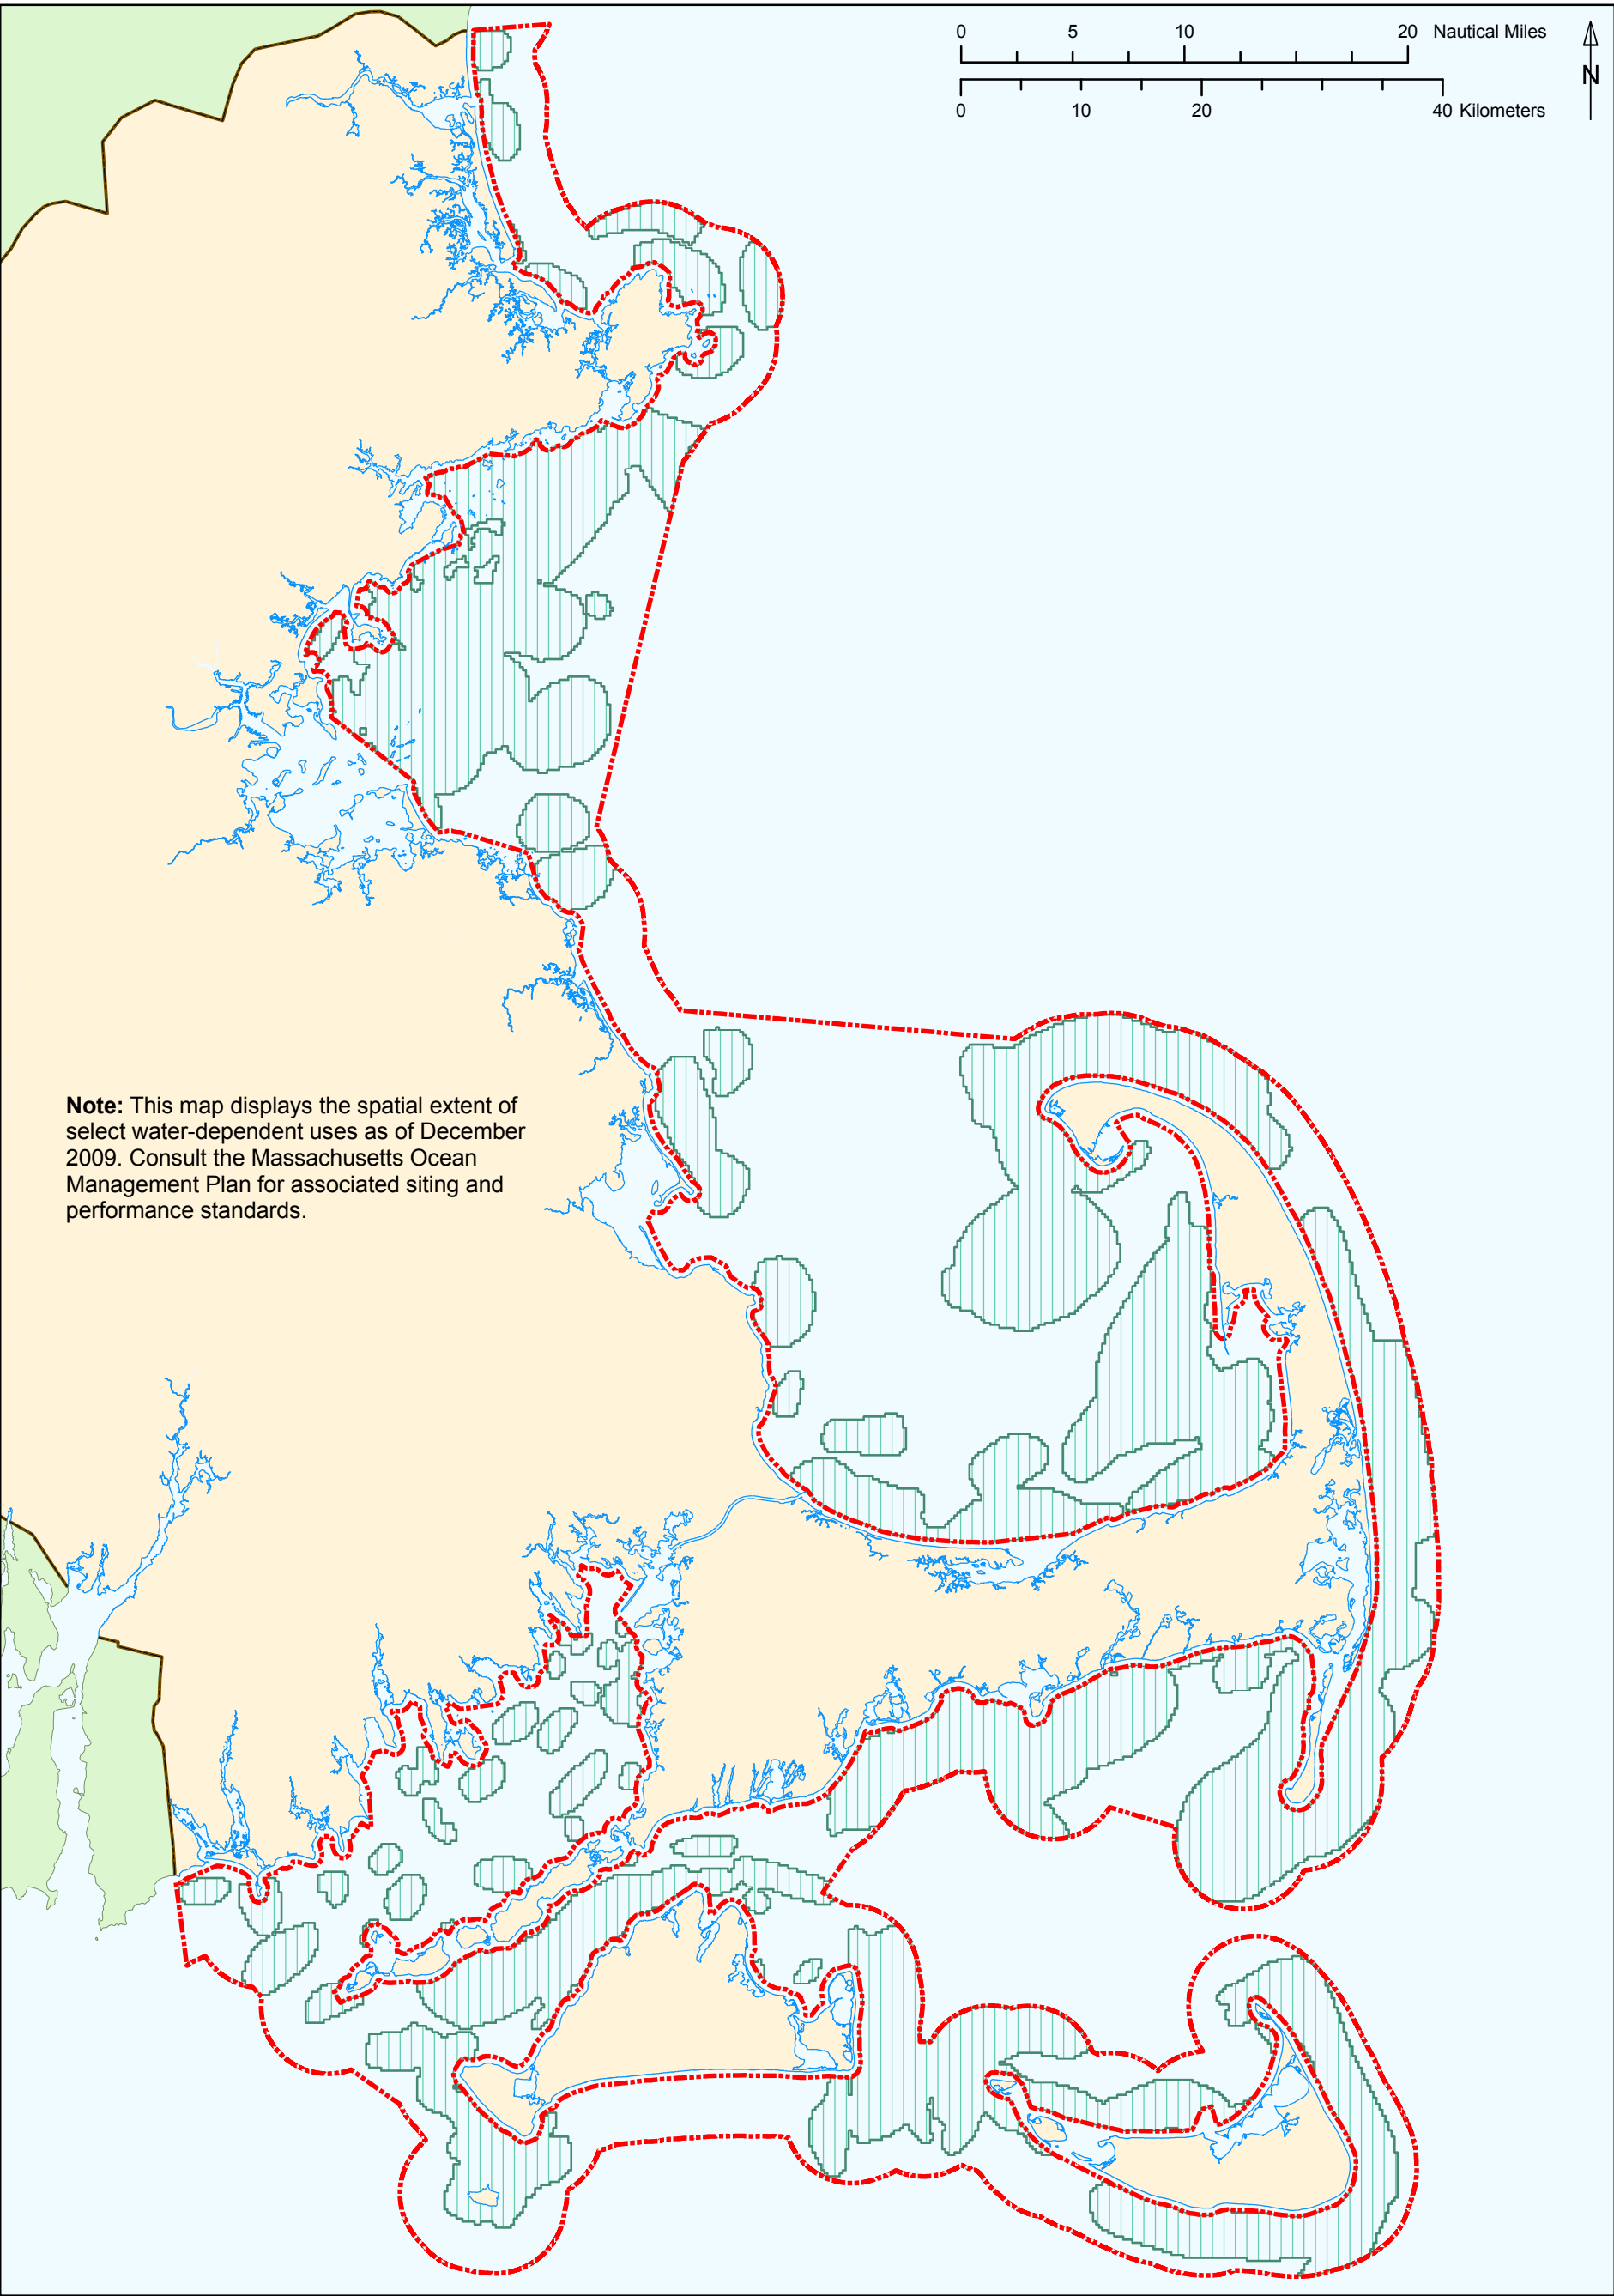 0 5 10 20 Nautical Miles
N
0 10 20 40 Kilometers
Note: This map displays the spatial extent of
select water-dependent uses as of December
2009. Consult the Massachusetts Ocean
Management Plan for associated siting and
performance standards.